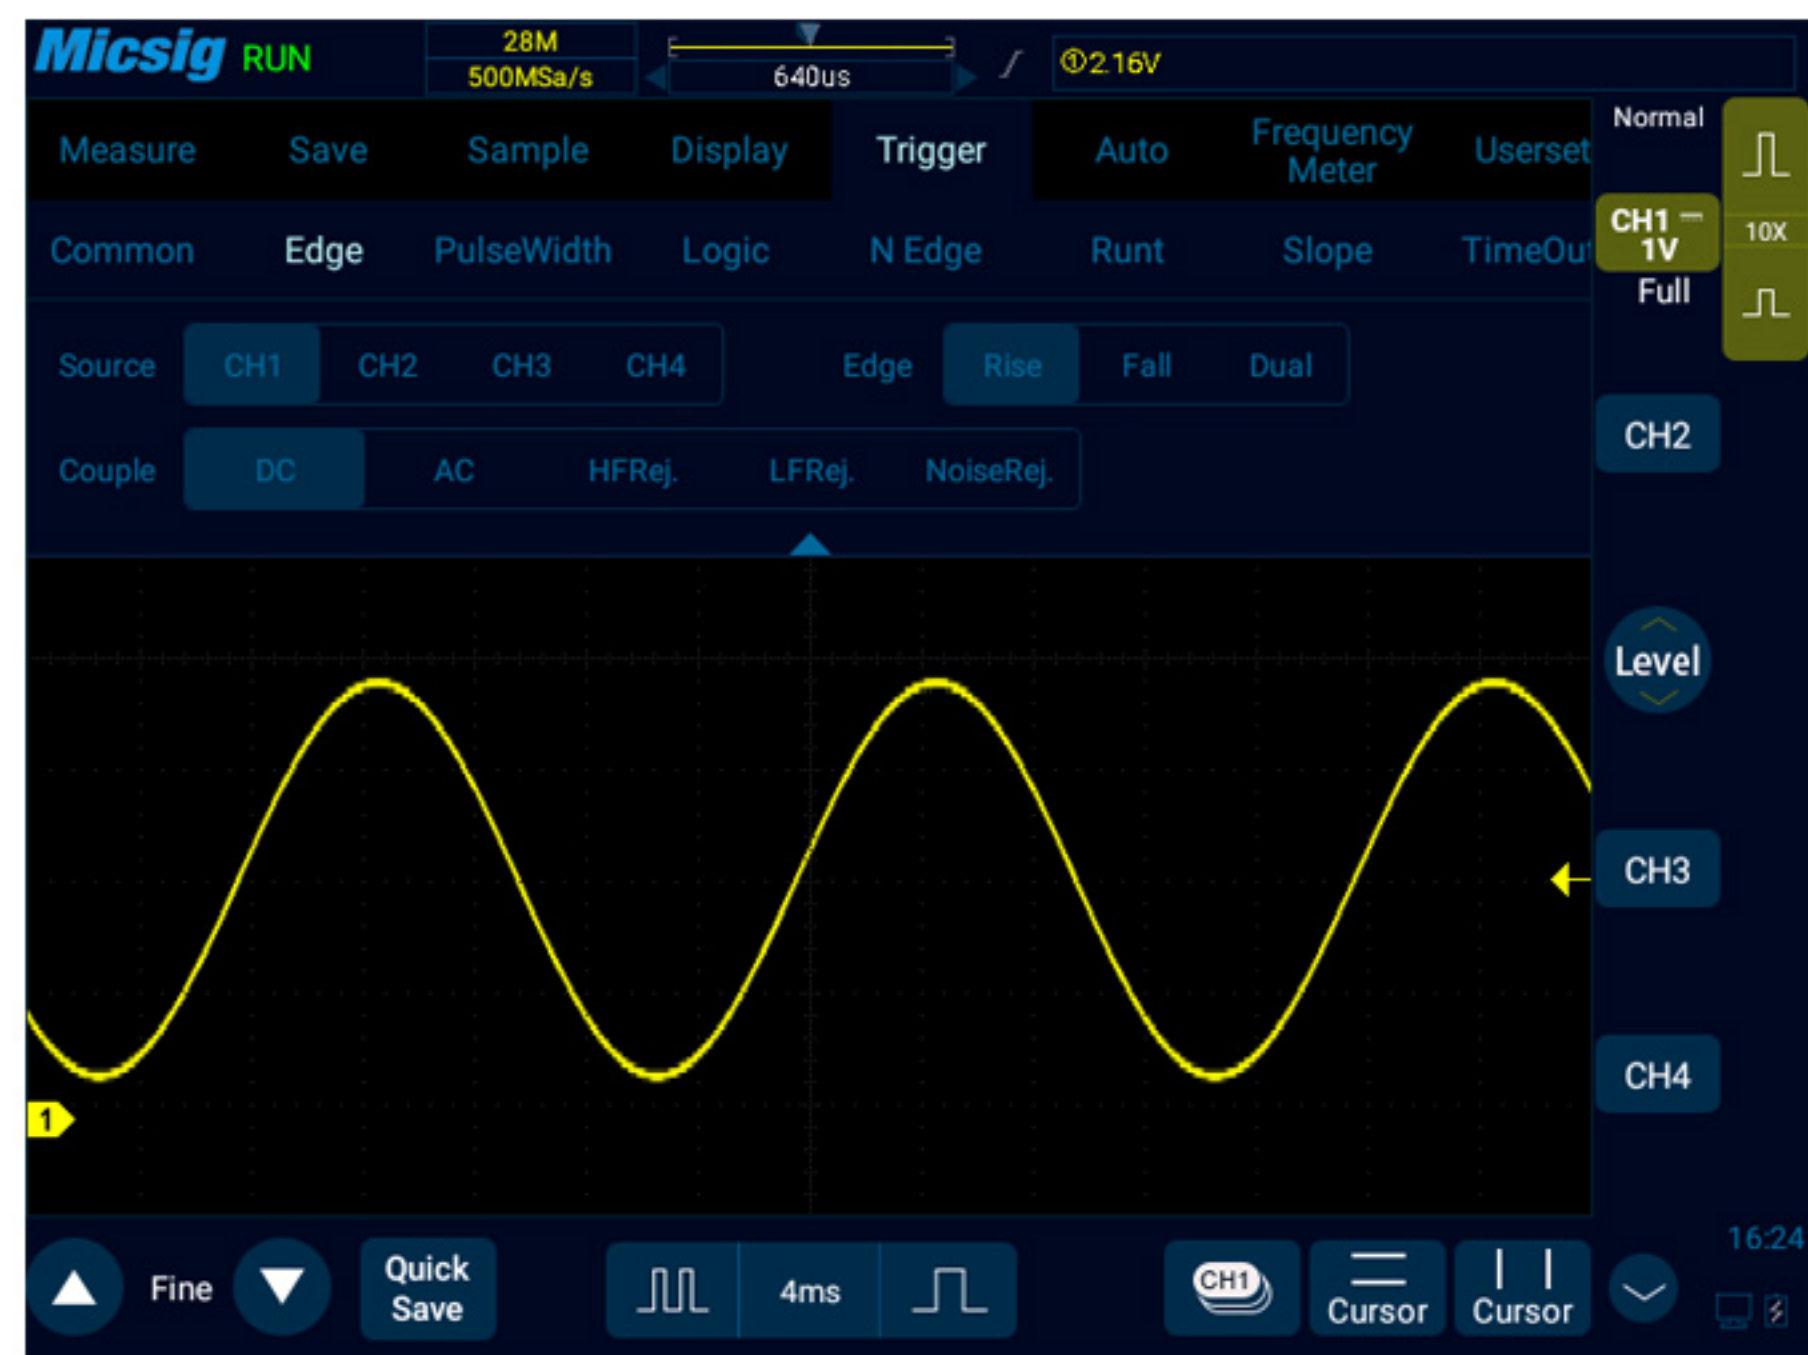 Micsig RUN
28M
500MSa/s
640us
①2.16V
Measure Save Sample Display Trigger Auto Frequency Meter Userset
Common Edge PulseWidth Logic N Edge Runt Slope TimeOut
Source CH1 CH2 CH3 CH4 Edge Rise Fall Dual
Couple DC AC HFRej. LFRej. NoiseRej.
Normal
CH1
1V
Full
10X
CH2
Level
CH3
CH4
1
Fine
Quick
Save
4ms
CH1
Cursor
Cursor
16:24